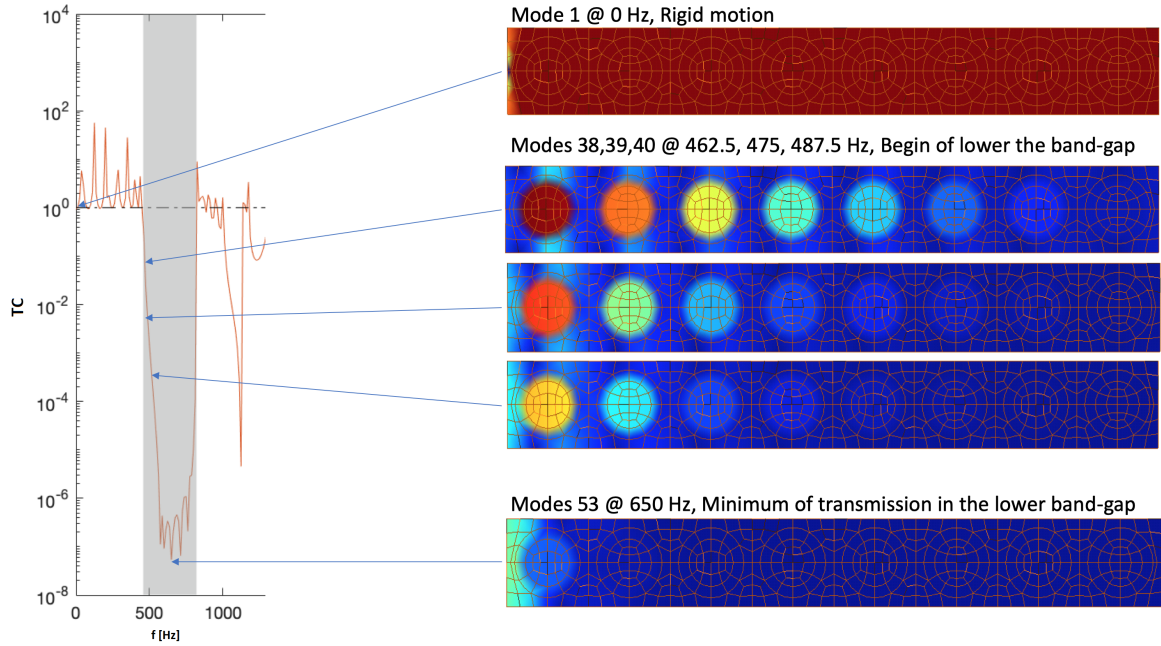 Mode 1 @ 0 Hz, Rigid motion
Modes 38,39,40 @ 462.5, 475, 487.5 Hz, Begin of lower the band-gap
Modes 53 @ 650 Hz, Minimum of transmission in the lower band-gap
TC
10^4
10^2
10^0
10^-2
10^-4
10^-6
10^-8
0 500 1000
f [Hz]